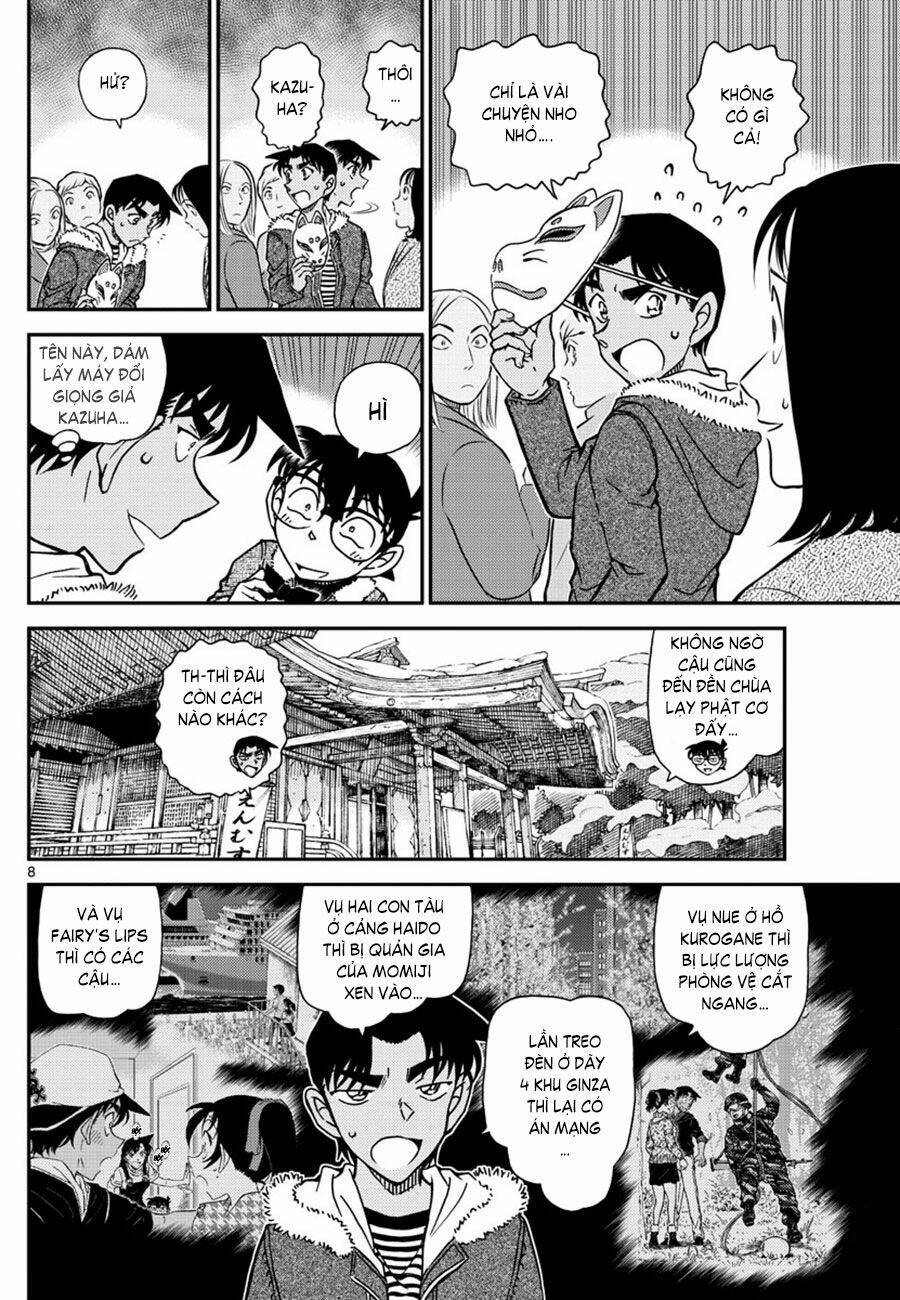 KHÔNG
CÓ GÌ
CẢ!
CHỈ LÀ VÀI
CHUYỆN NHO
NHỎ....
THÔI
...
KAZU-
HA?
HỬ?
HÌ
TÊN NÀY, DÁM
LẤY MÁY ĐỔI
GIỌNG GIẢ
KAZUHA...
KHÔNG NGỜ
CẬU CŨNG
ĐẾN ĐỀN CHÙA
LẠY PHẬT CƠ
ĐẤY...
TH-THÌ ĐÂU
CÒN CÁCH
NÀO KHÁC?
えんむす
8
VỤ NUE Ở HỒ
KUROGANE THÌ
BỊ LỰC LƯỢNG
PHÒNG VỆ CẮT
NGANG...
LẦN TREO
ĐÈN Ở DÃY
4 KHU GINZA
THÌ LẠI CÓ
ÁN MẠNG
...
VỤ HAI CON TÀU
Ở CẢNG HAIDO
THÌ BỊ QUẢN GIA
CỦA MOMIJI
XEN VÀO...
VÀ VỤ
FAIRY'S LIPS
THÌ CÓ CÁC
CẬU...